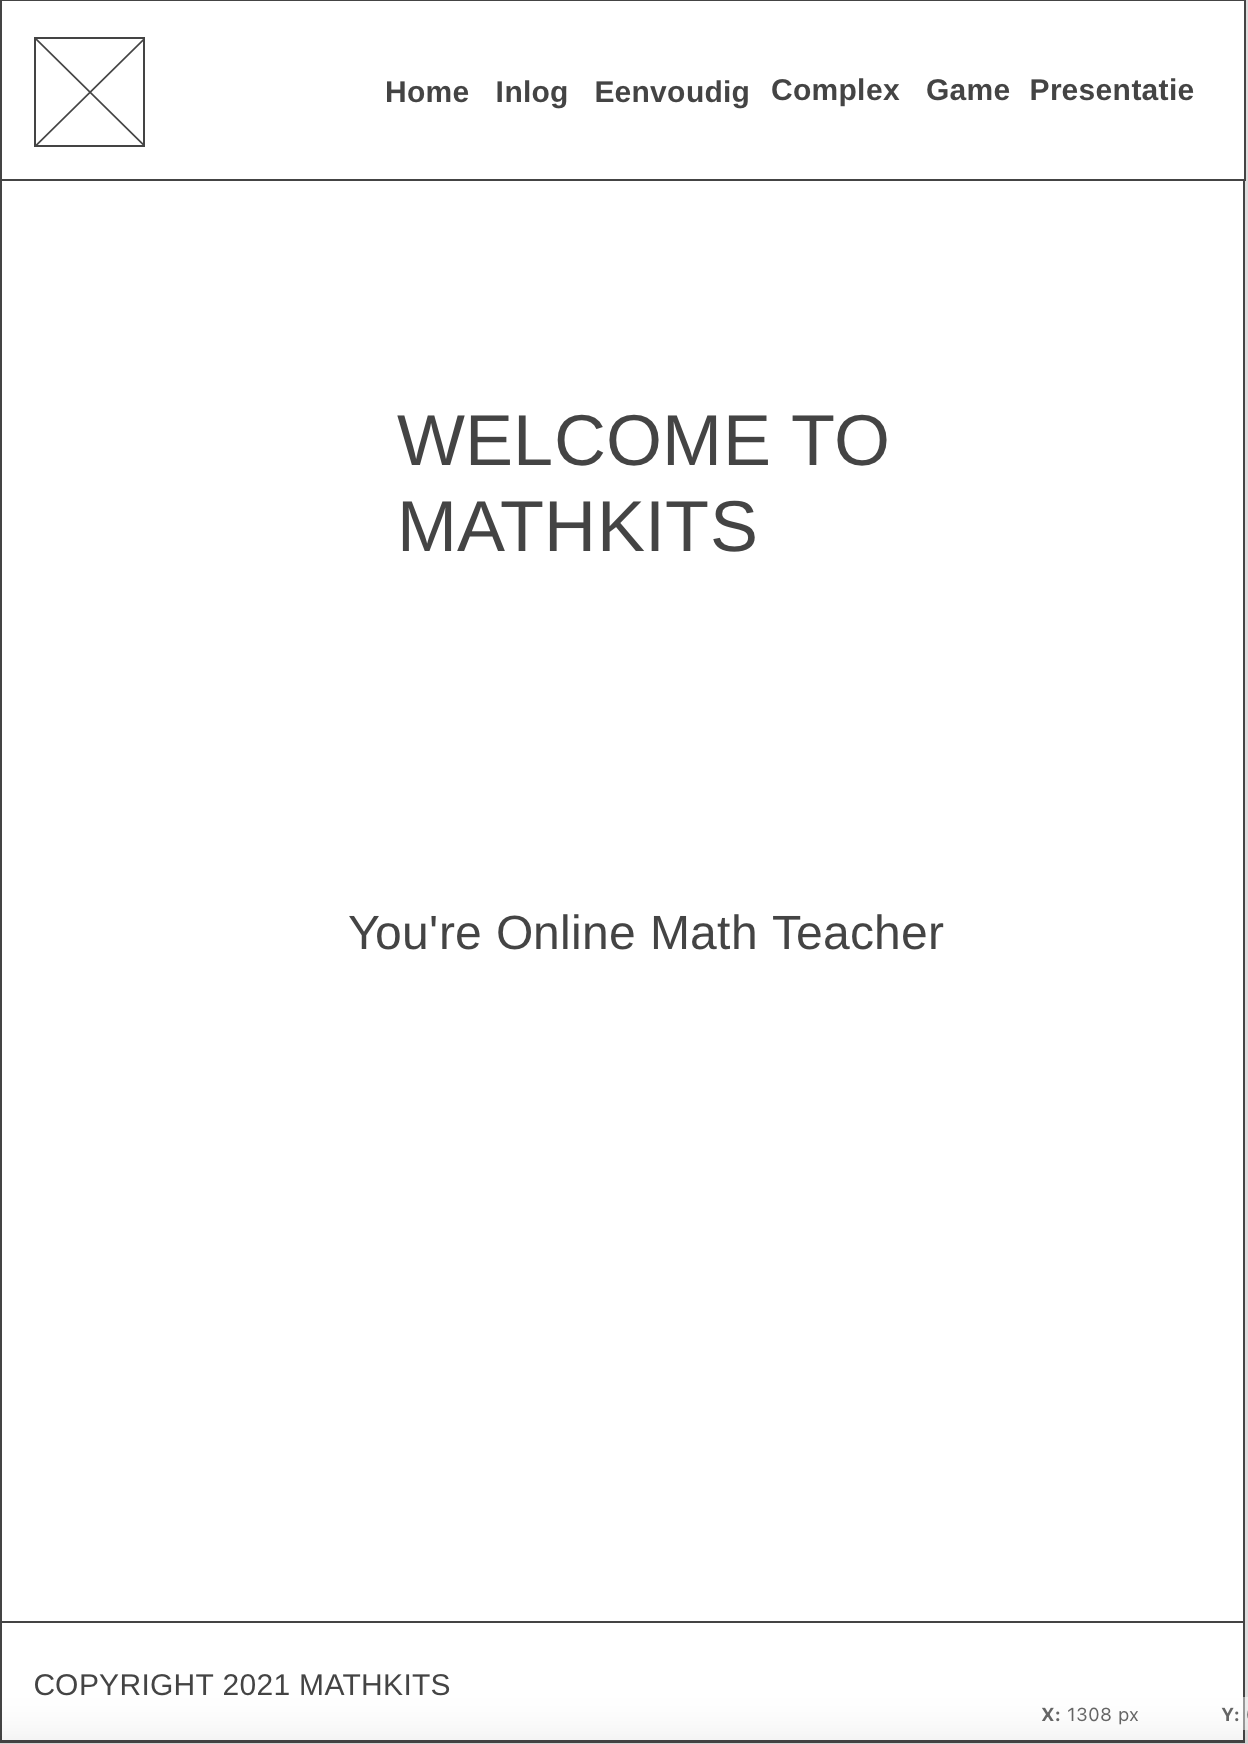 Home Inlog Eenvoudig Complex Game Presentatie
WELCOME TO
MATHKITS
You're Online Math Teacher
COPYRIGHT 2021 MATHKITS
X: 1308 px Y: